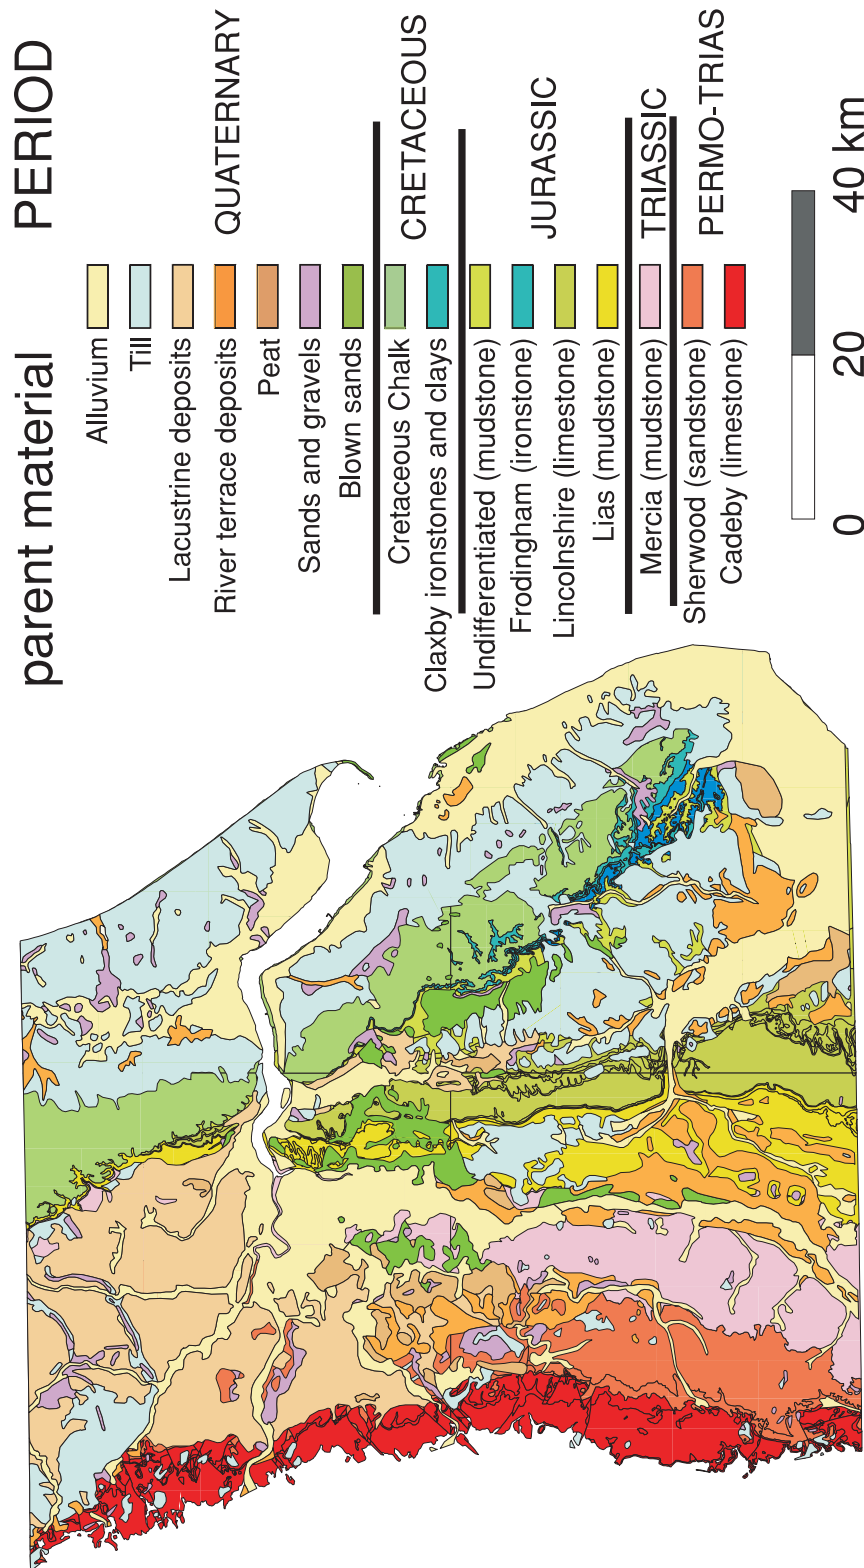 parent material PERIOD
Alluvium
Till
Lacustrine deposits
River terrace deposits
Peat
Sands and gravels
Blown sands
QUATERNARY
Cretaceous Chalk
Claxby ironstones and clays
CRETACEOUS
Undifferentiated (mudstone)
Frodingham (ironstone)
Lincolnshire (limestone)
Lias (mudstone)
JURASSIC
Mercia (mudstone)
TRIASSIC
Sherwood (sandstone)
Cadeby (limestone)
PERMO-TRIAS
0 20 40 km